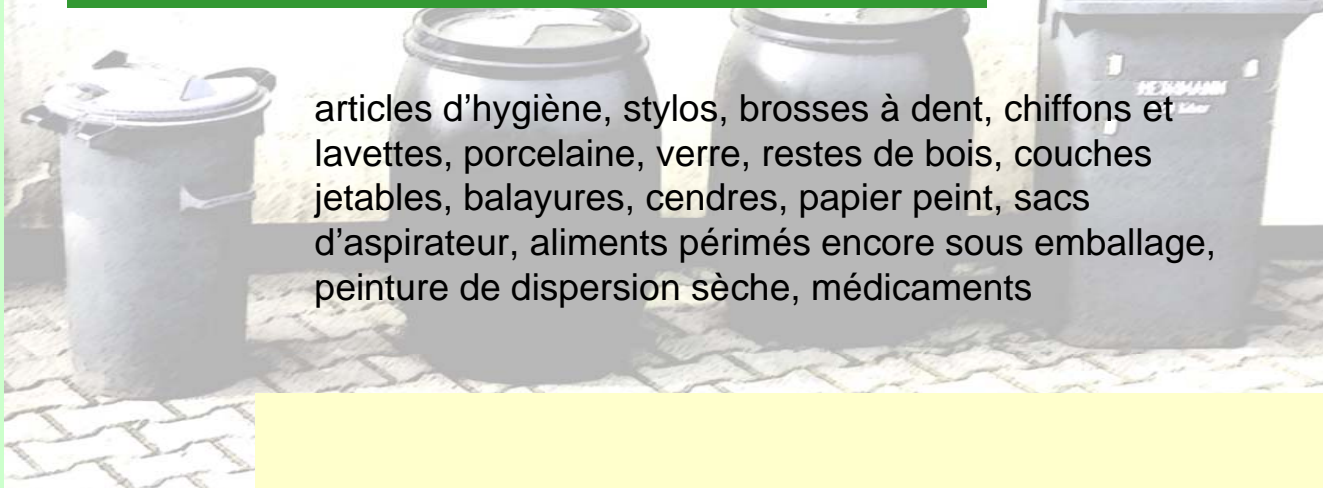 articles d'hygiène, stylos, brosses à dent, chiffons et
lavettes, porcelaine, verre, restes de bois, couches
jetables, balayures, cendres, papier peint, sacs
d'aspirateur, aliments périmés encore sous emballage,
peinture de dispersion sèche, médicaments